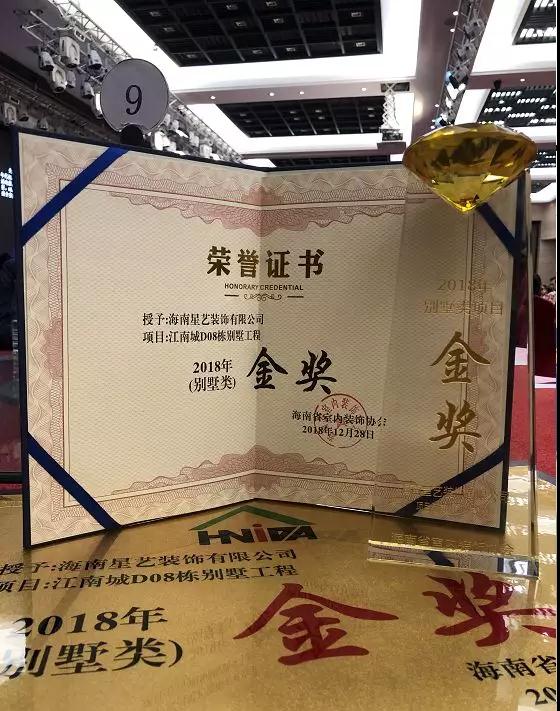 9
荣誉证书
HONORARY CREDENTIAL
授予:海南星艺装饰有限公司
项目:江南城D08栋别墅工程
2018年
(别墅类)
金奖
海南省室内装饰协会
2018年12月28日
2018年
别墅类项目
金
奖
HNIDA
授予:海南星艺装饰有限公司
项目:江南城D08栋别墅工程
2018年
别墅类)
金奖
海南省
20